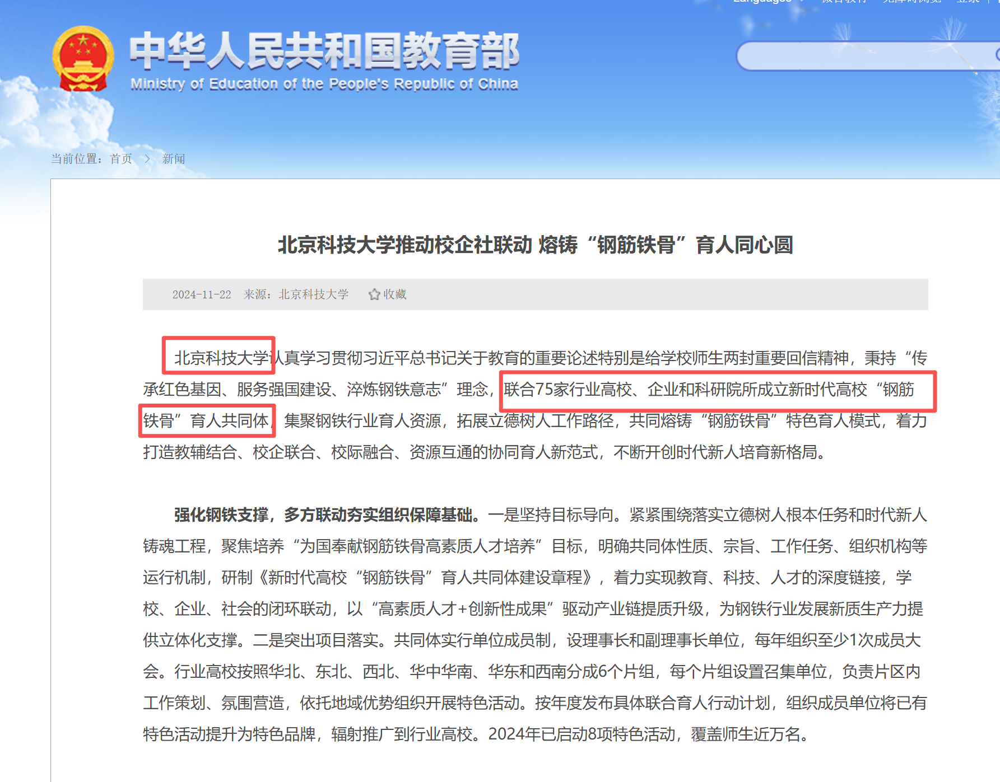 Languages
中华人民共和国教育部
Ministry of Education of the People's Republic of China
当前位置：首页 > 新闻
北京科技大学推动校企社联动 熔铸“钢筋铁骨”育人同心圆
2024-11-22 来源：北京科技大学 收藏
北京科技大学认真学习贯彻习近平总书记关于教育的重要论述特别是给学校师生两封重要回信精神，秉持“传
承红色基因、服务强国建设、淬炼钢铁意志”理念，联合75家行业高校、企业和科研院所成立新时代高校“钢筋
铁骨”育人共同体，集聚钢铁行业育人资源，拓展立德树人工作路径，共同熔铸“钢筋铁骨”特色育人模式，着力
打造教辅结合、校企联合、校际融合、资源互通的协同育人新范式，不断开创时代新人培育新格局。
强化钢铁支撑，多方联动夯实组织保障基础。一是坚持目标导向。紧紧围绕落实立德树人根本任务和时代新人
铸魂工程，聚焦培养“为国奉献钢筋铁骨高素质人才培养”目标，明确共同体性质、宗旨、工作任务、组织机构等
运行机制，研制《新时代高校“钢筋铁骨”育人共同体建设章程》，着力实现教育、科技、人才的深度链接，学
校、企业、社会的闭环联动，以“高素质人才+创新性成果”驱动产业链提质升级，为钢铁行业发展新质生产力提
供立体化支撑。二是突出项目落实。共同体实行单位成员制，设理事长和副理事长单位，每年组织至少1次成员大
会。行业高校按照华北、东北、西北、华中华南、华东和西南分成6个片组，每个片组设置召集单位，负责片区内
工作策划、氛围营造，依托地域优势组织开展特色活动。按年度发布具体联合育人行动计划，组织成员单位将已有
特色活动提升为特色品牌，辐射推广到行业高校。2024年已启动8项特色活动，覆盖师生近万名。